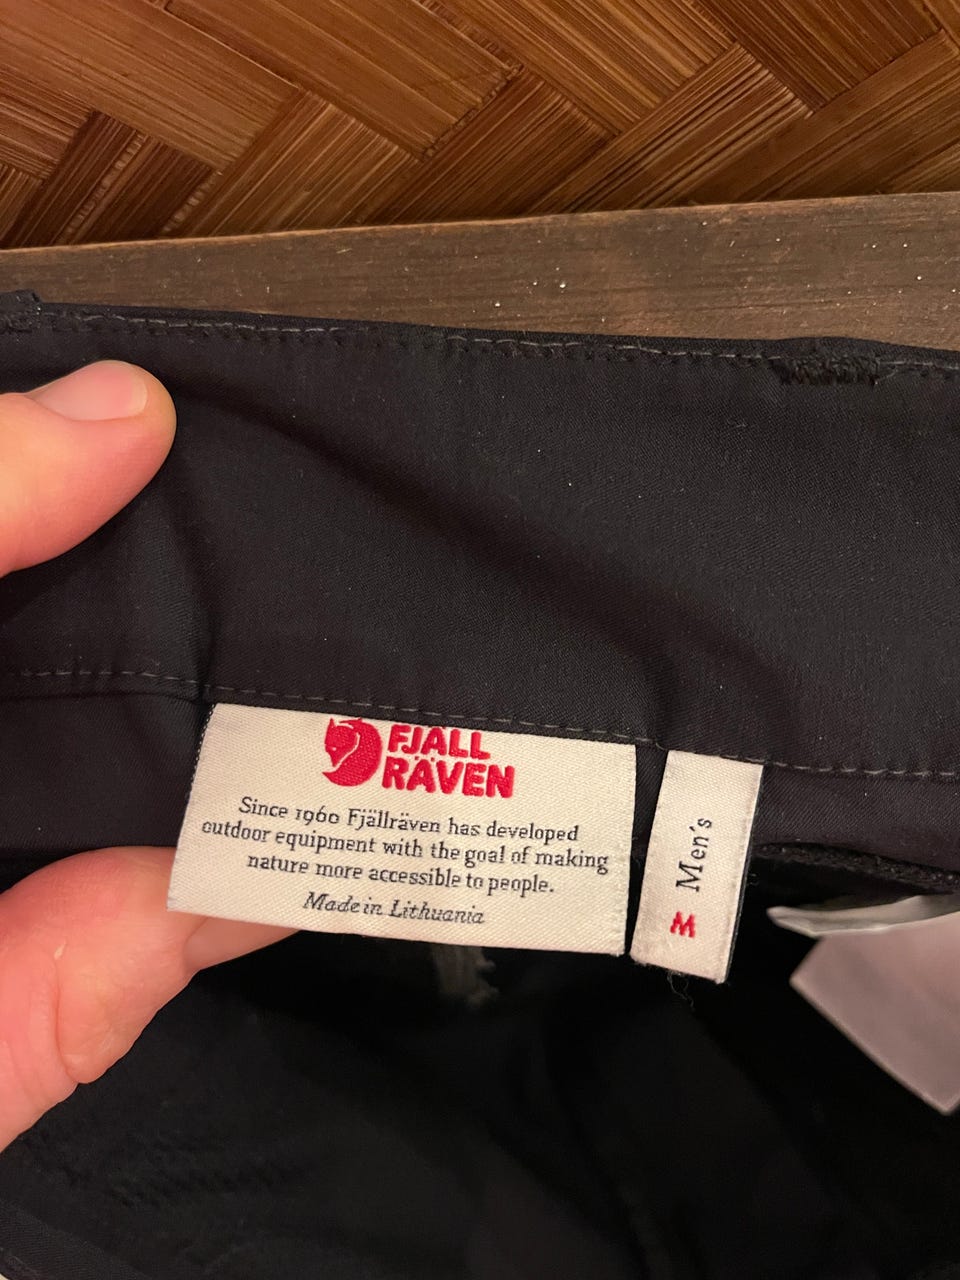 FJÄLL
RÄVEN
Since 1960 Fjällräven has developed
outdoor equipment with the goal of making
nature more accessible to people.
Made in Lithuania
Men´s
M